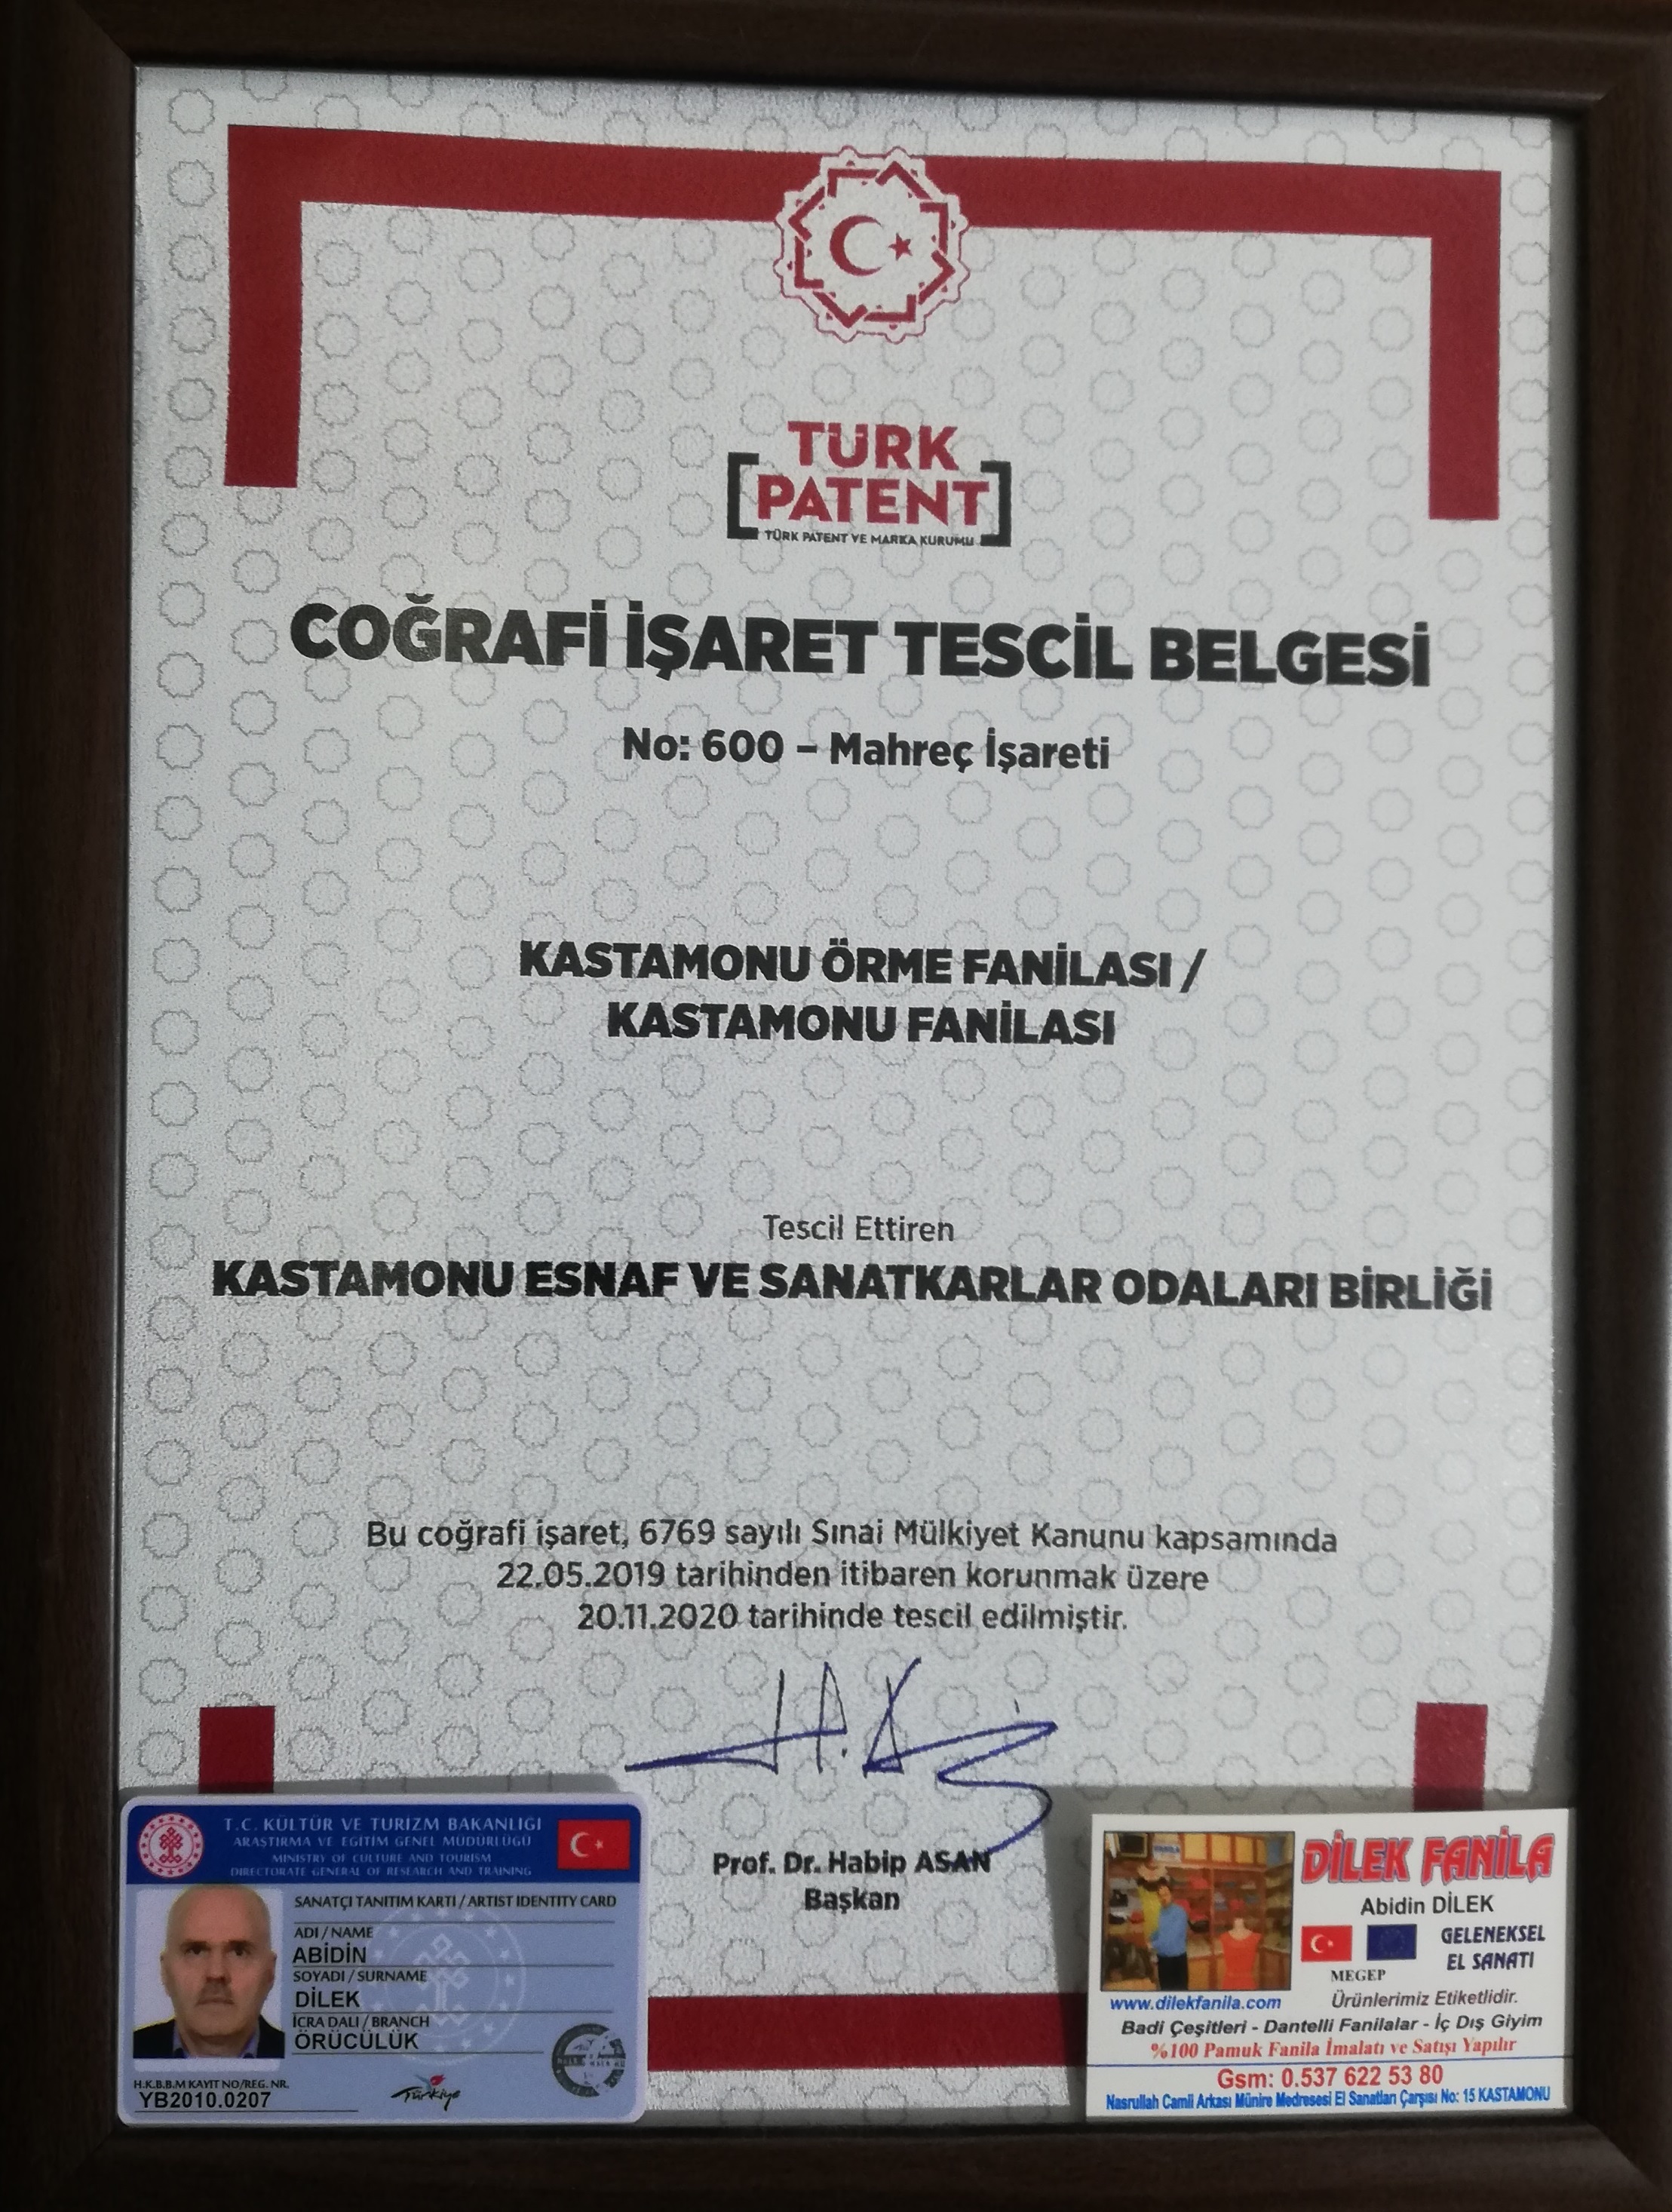 TÜRK
PATENT
TÜRK PATENT VE MARKA KURUMU
COĞRAFİ İŞARET TESCİL BELGESİ
No: 600 – Mahreç İşareti
KASTAMONU ÖRME FANİLASI /
KASTAMONU FANİLASI
Tescil Ettiren
KASTAMONU ESNAF VE SANATKARLAR ODALARI BİRLİĞİ
Bu coğrafi işaret, 6769 sayılı Sınai Mülkiyet Kanunu kapsamında
22.05.2019 tarihinden itibaren korunmak üzere
20.11.2020 tarihinde tescil edilmiştir.
Prof. Dr. Habip ASAN
Başkan
T.C. KÜLTÜR VE TURİZM BAKANLIĞI
ARAŞTIRMA VE EĞİTİM GENEL MÜDÜRLÜĞÜ
MINISTRY OF CULTURE AND TOURISM
DIRECTORATE GENERAL OF RESEARCH AND TRAINING
SANATÇI TANITIM KARTI / ARTIST IDENTITY CARD
ADI / NAME
ABİDİN
SOYADI / SURNAME
DİLEK
İCRA DALI / BRANCH
ÖRÜCÜLÜK
H.K.B.B.M KAYIT NO/REG. NR.
YB2010.0207
Türkiye
DİLEK FANİLA
Abidin DİLEK
GELENEKSEL
EL SANATI
MEGEP
www.dilekfanila.com
Ürünlerimiz Etiketlidir.
Badi Çeşitleri - Dantelli Fanilalar - İç Dış Giyim
%100 Pamuk Fanila İmalatı ve Satışı Yapılır
Gsm: 0.537 622 53 80
Nasrullah Camii Arkası Münire Medresesi El Sanatları Çarşısı No: 15 KASTAMONU